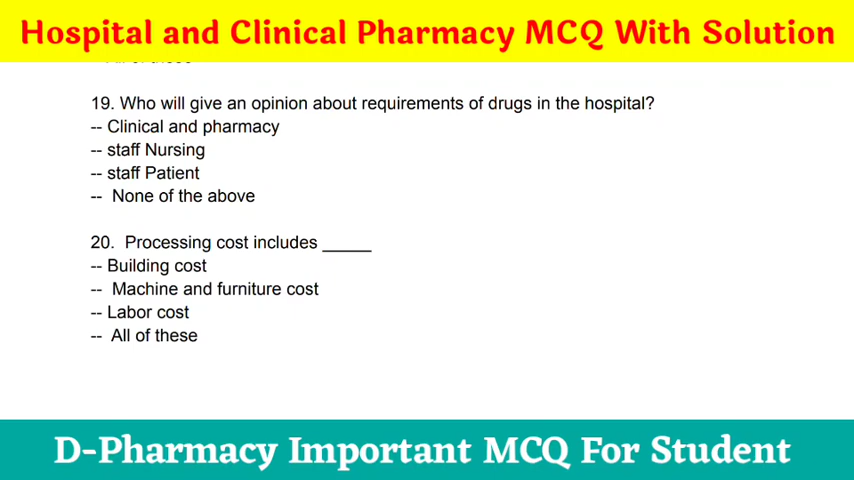 Hospital and Clinical Pharmacy MCQ With Solution
19. Who will give an opinion about requirements of drugs in the hospital?
-- Clinical and pharmacy
-- staff Nursing
-- staff Patient
-- None of the above
20. Processing cost includes _____
-- Building cost
-- Machine and furniture cost
-- Labor cost
-- All of these
D-Pharmacy Important MCQ For Student